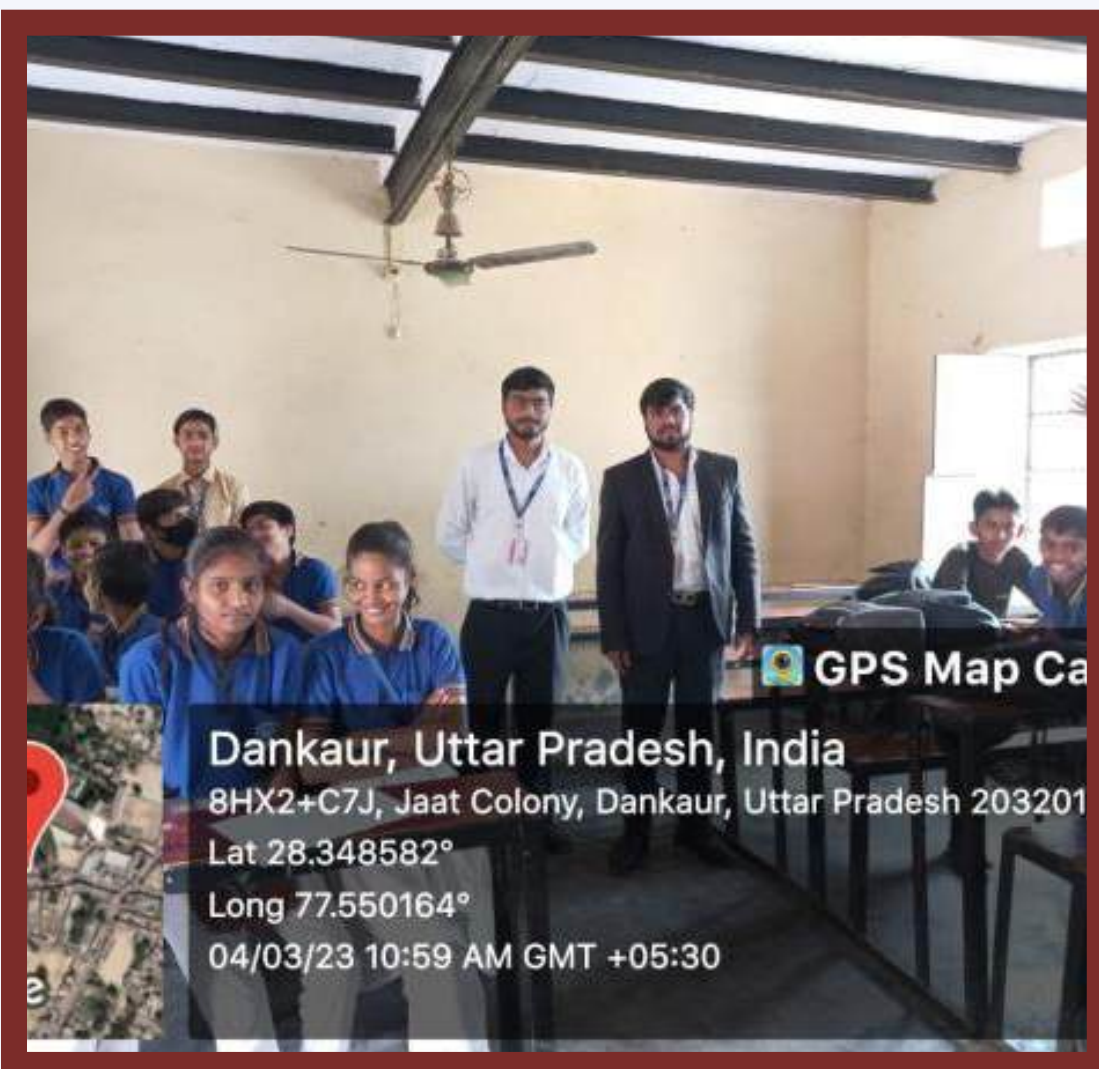 GPS Map Ca
Dankaur, Uttar Pradesh, India
8HX2+C7J, Jaat Colony, Dankaur, Uttar Pradesh 203201
Lat 28.348582°
Long 77.550164°
04/03/23 10:59 AM GMT +05:30
e